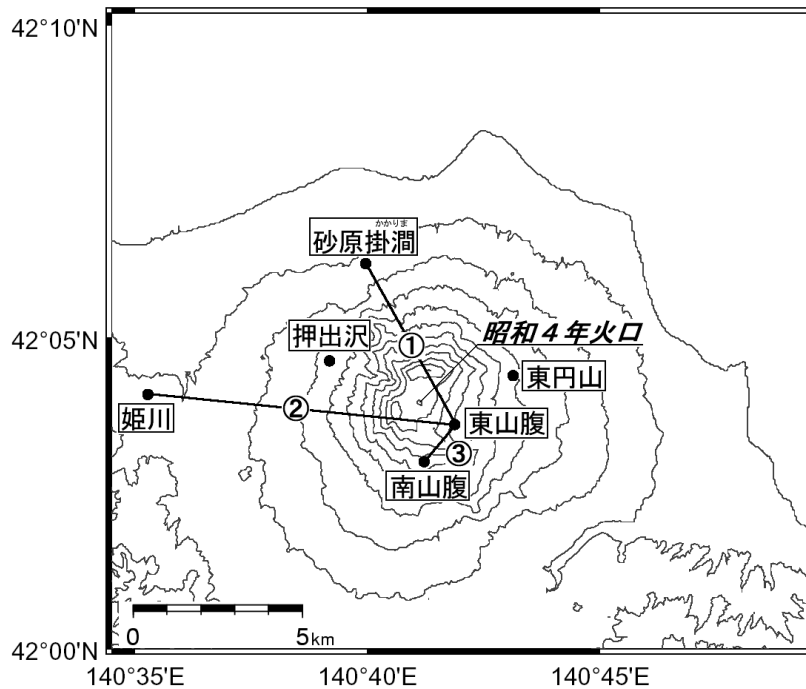 42°10'N
かかりま
砂原掛澗
42°05'N
押出沢
①
昭和４年火口
東円山
姫川
②
東山腹
③
南山腹
0
5km
42°00'N
140°35'E
140°40'E
140°45'E